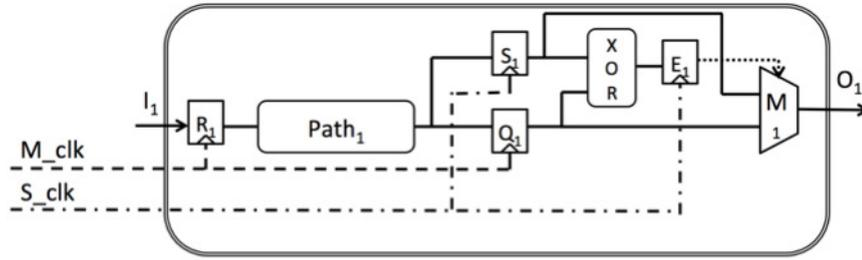 I₁
R₁
Path₁
S₁
Q₁
X
O
R
E₁
M
1
O₁
M_clk
S_clk